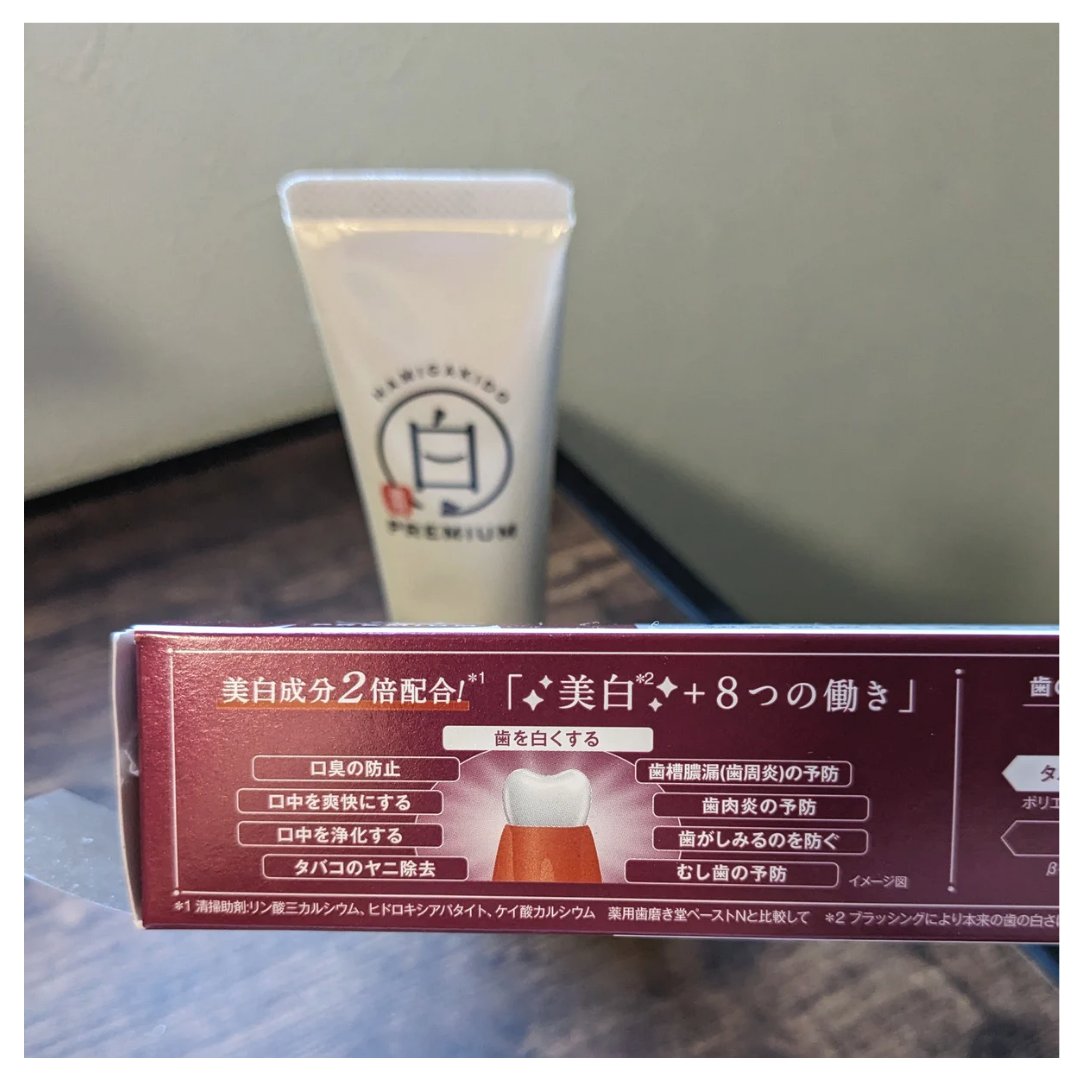 HAMIGAKIDO
白
PREMIUM
美白成分2倍配合!*1「美白*2+8つの働き」
歯を白くする
口臭の防止
口中を爽快にする
口中を浄化する
タバコのヤニ除去
歯槽膿漏(歯周炎)の予防
歯肉炎の予防
歯がしみるのを防ぐ
むし歯の予防
イメージ図
*1 清掃助剤:リン酸三カルシウム、ヒドロキシアパタイト、ケイ酸カルシウム 薬用歯磨き堂ペーストNと比較して *2 ブラッシングにより本来の歯の白さに
歯の
タ
ポリエ
β-